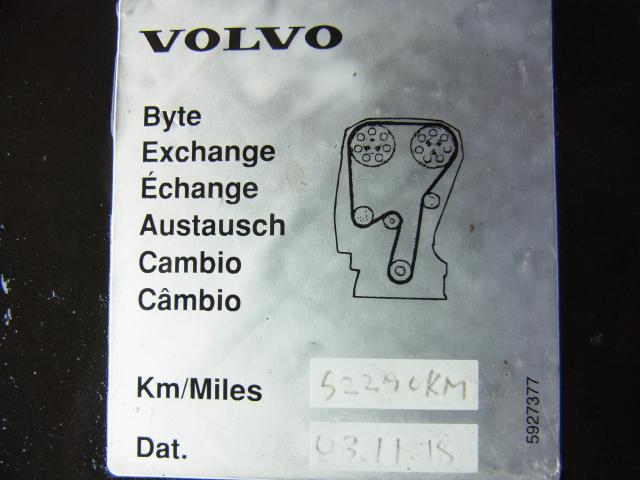 VOLVO
Byte
Exchange
Échange
Austausch
Cambio
Câmbio
Km/Miles 52290KM
Dat. 03.11.18
5927377